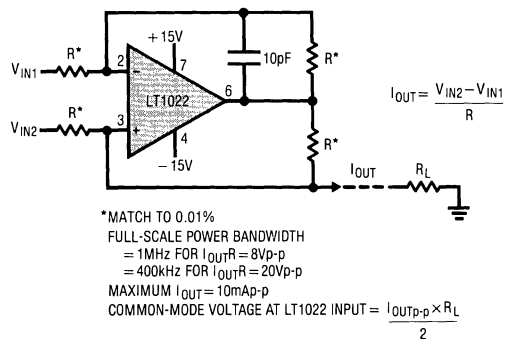 +15V
R*
V_IN1
2
7
10pF
R*
−
LT1022
6
I_OUT = (V_IN2 − V_IN1) / R
R*
V_IN2
3
+
4
−15V
R*
I_OUT
R_L
*MATCH TO 0.01%
FULL-SCALE POWER BANDWIDTH
= 1MHz FOR I_OUTR = 8Vp-p
= 400kHz FOR I_OUTR = 20Vp-p
MAXIMUM I_OUT = 10mAp-p
COMMON-MODE VOLTAGE AT LT1022 INPUT = (I_OUTp-p × R_L) / 2